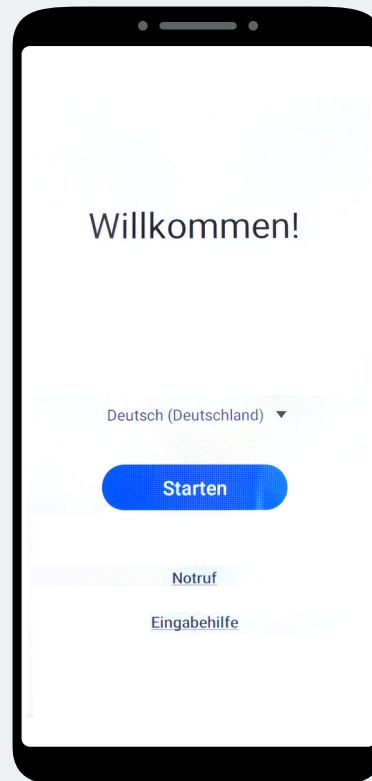 Willkommen!
Deutsch (Deutschland)
Starten
Notruf
Eingabehilfe